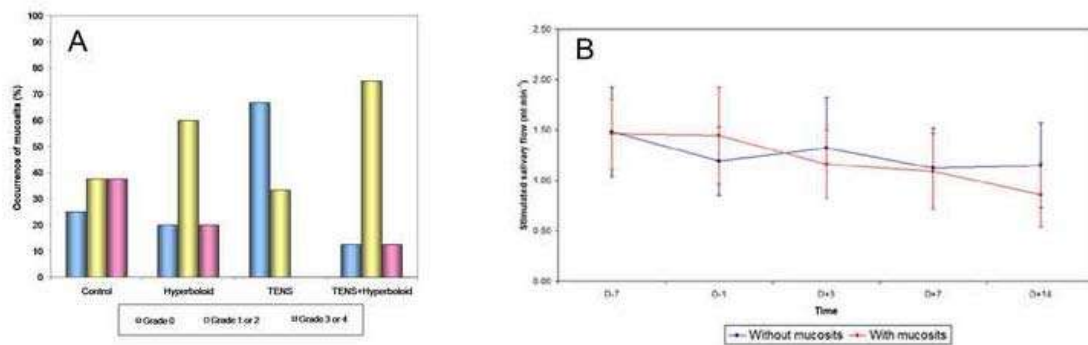 A
Occurrence of mucosits (%)
100
90
80
70
60
50
40
30
20
10
0
Control Hyperboloid TENS TENS+Hyperboloid
Grade 0 Grade 1 or 2 Grade 3 or 4
B
Stimulated salivary flow (ml min⁻¹)
2.50
2.00
1.50
1.00
0.50
0.00
D-7 D-1 D+3 D+7 D+14
Time
Without mucosits With mucosits